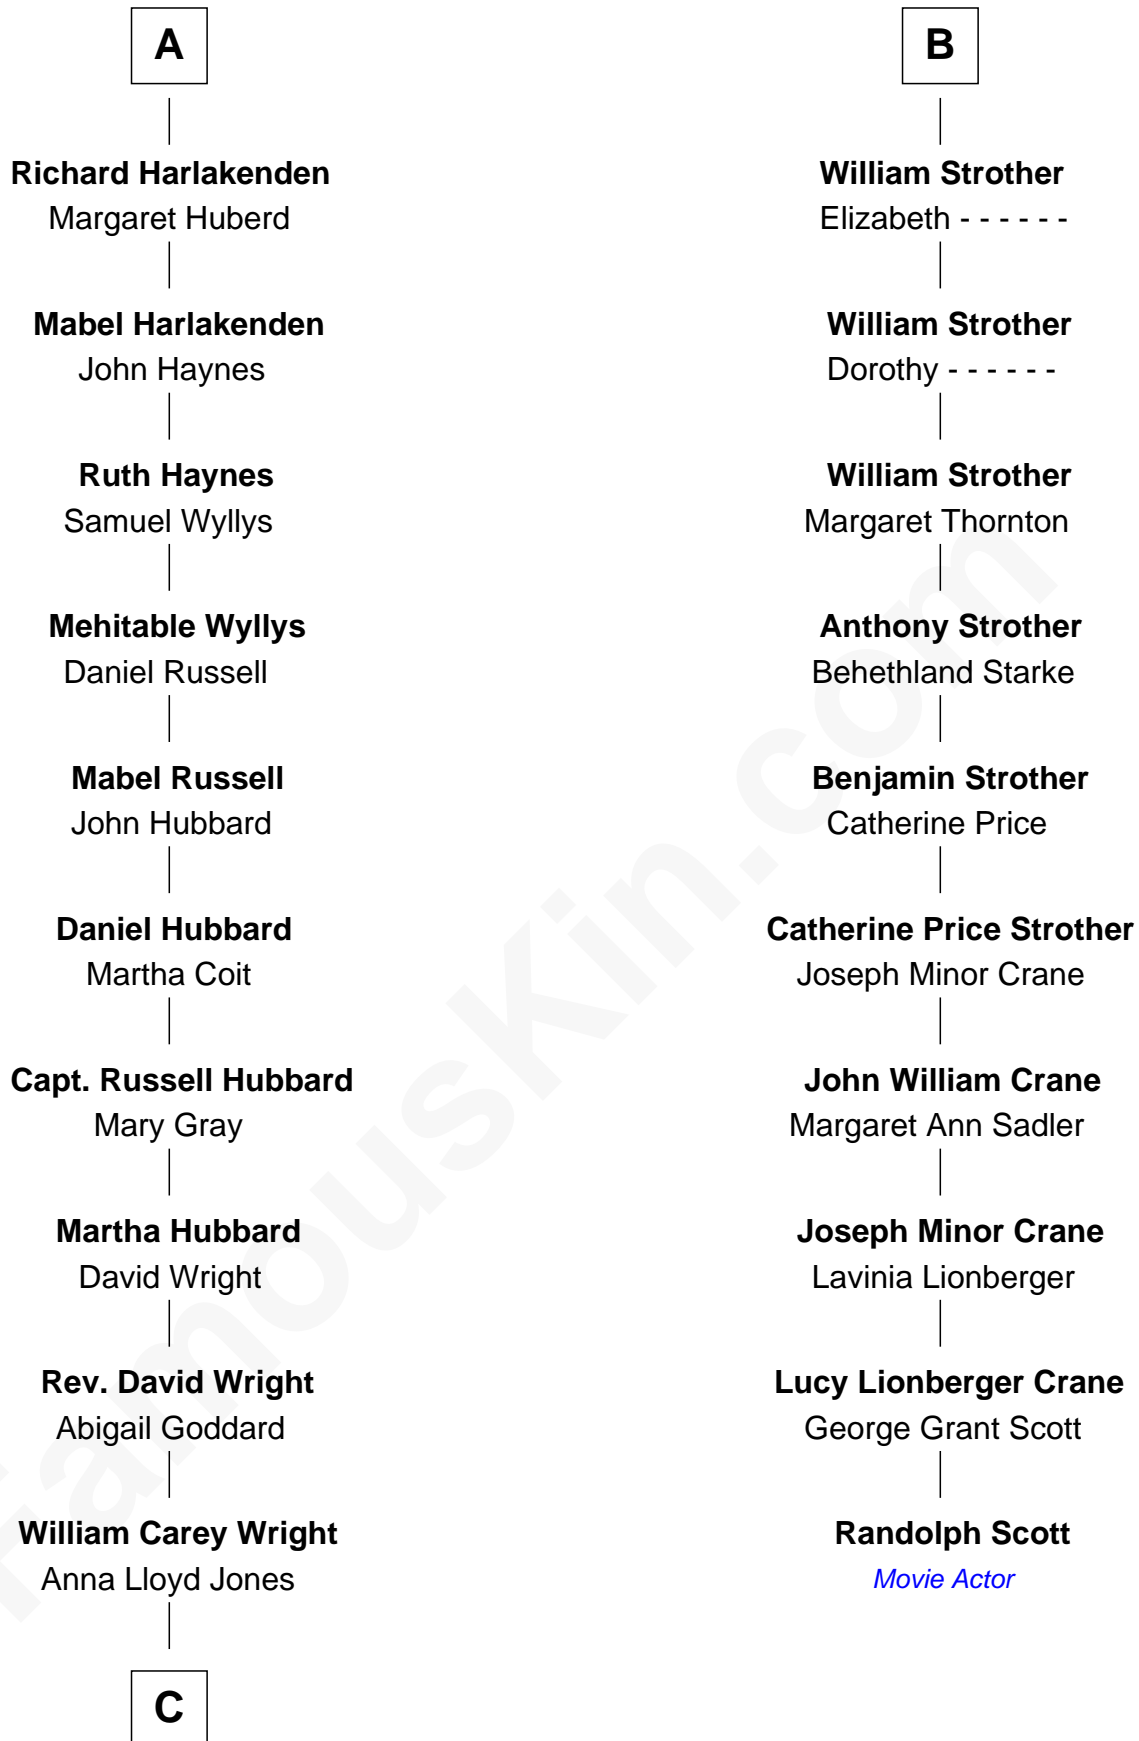 A
Richard Harlakenden
Margaret Huberd
Mabel Harlakenden
John Haynes
Ruth Haynes
Samuel Wyllys
Mehitable Wyllys
Daniel Russell
Mabel Russell
John Hubbard
Daniel Hubbard
Martha Coit
Capt. Russell Hubbard
Mary Gray
Martha Hubbard
David Wright
Rev. David Wright
Abigail Goddard
William Carey Wright
Anna Lloyd Jones
C
B
William Strother
Elizabeth - - - - - -
William Strother
Dorothy - - - - - -
William Strother
Margaret Thornton
Anthony Strother
Behethland Starke
Benjamin Strother
Catherine Price
Catherine Price Strother
Joseph Minor Crane
John William Crane
Margaret Ann Sadler
Joseph Minor Crane
Lavinia Lionberger
Lucy Lionberger Crane
George Grant Scott
Randolph Scott
Movie Actor
FamousKin.com